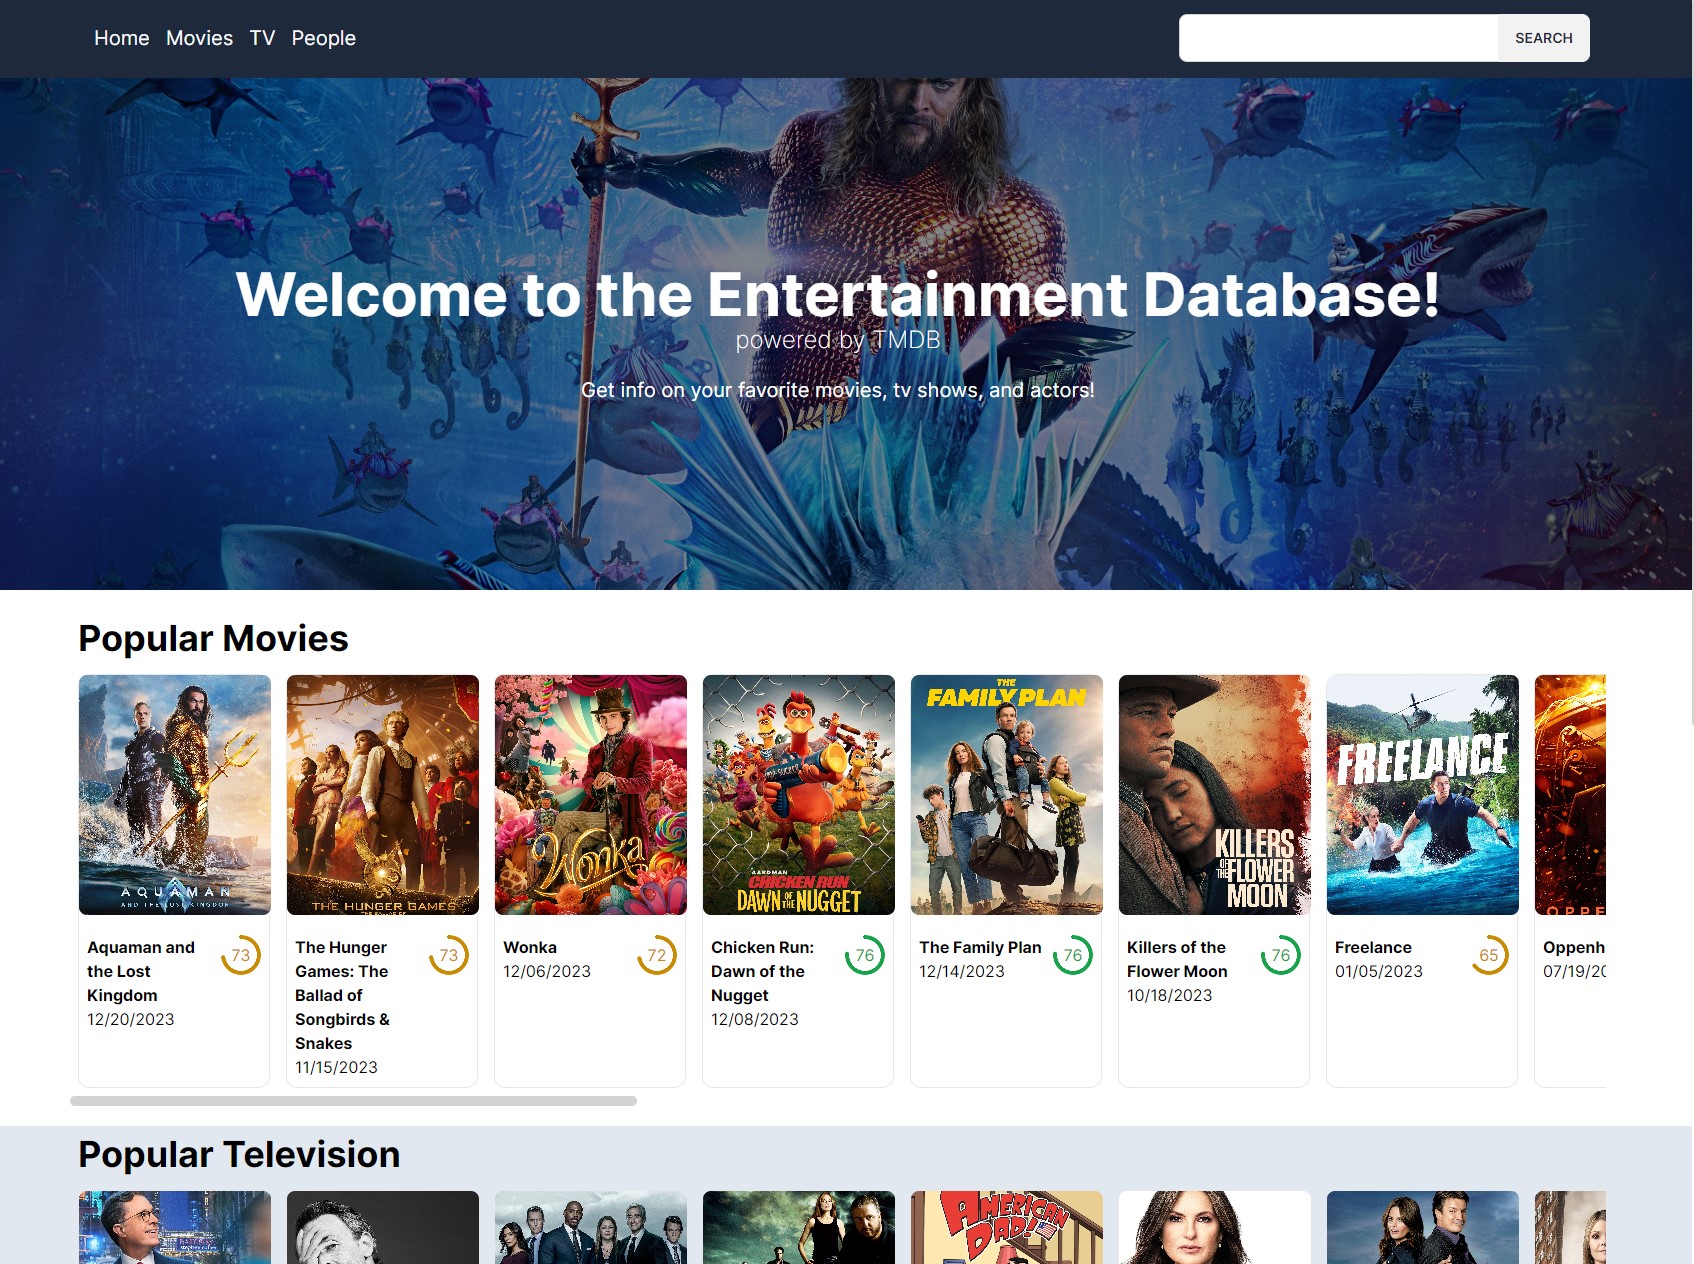 Home Movies TV People
SEARCH
Welcome to the Entertainment Database!
powered by TMDB
Get info on your favorite movies, tv shows, and actors!
Popular Movies
AQUAMAN
AND THE LOST KINGDOM
THE HUNGER GAMES
Wonka
AARDMAN
CHICKEN RUN
DAWN OF THE NUGGET
THE
FAMILY PLAN
KILLERS
OF THE FLOWER
MOON
FREELANCE
OPPE
Aquaman and
the Lost
Kingdom
12/20/2023
73
The Hunger
Games: The
Ballad of
Songbirds &
Snakes
11/15/2023
73
Wonka
12/06/2023
72
Chicken Run:
Dawn of the
Nugget
12/08/2023
76
The Family Plan
12/14/2023
76
Killers of the
Flower Moon
10/18/2023
76
Freelance
01/05/2023
65
Oppenh
07/19/20
Popular Television
AMERICAN
DAD!